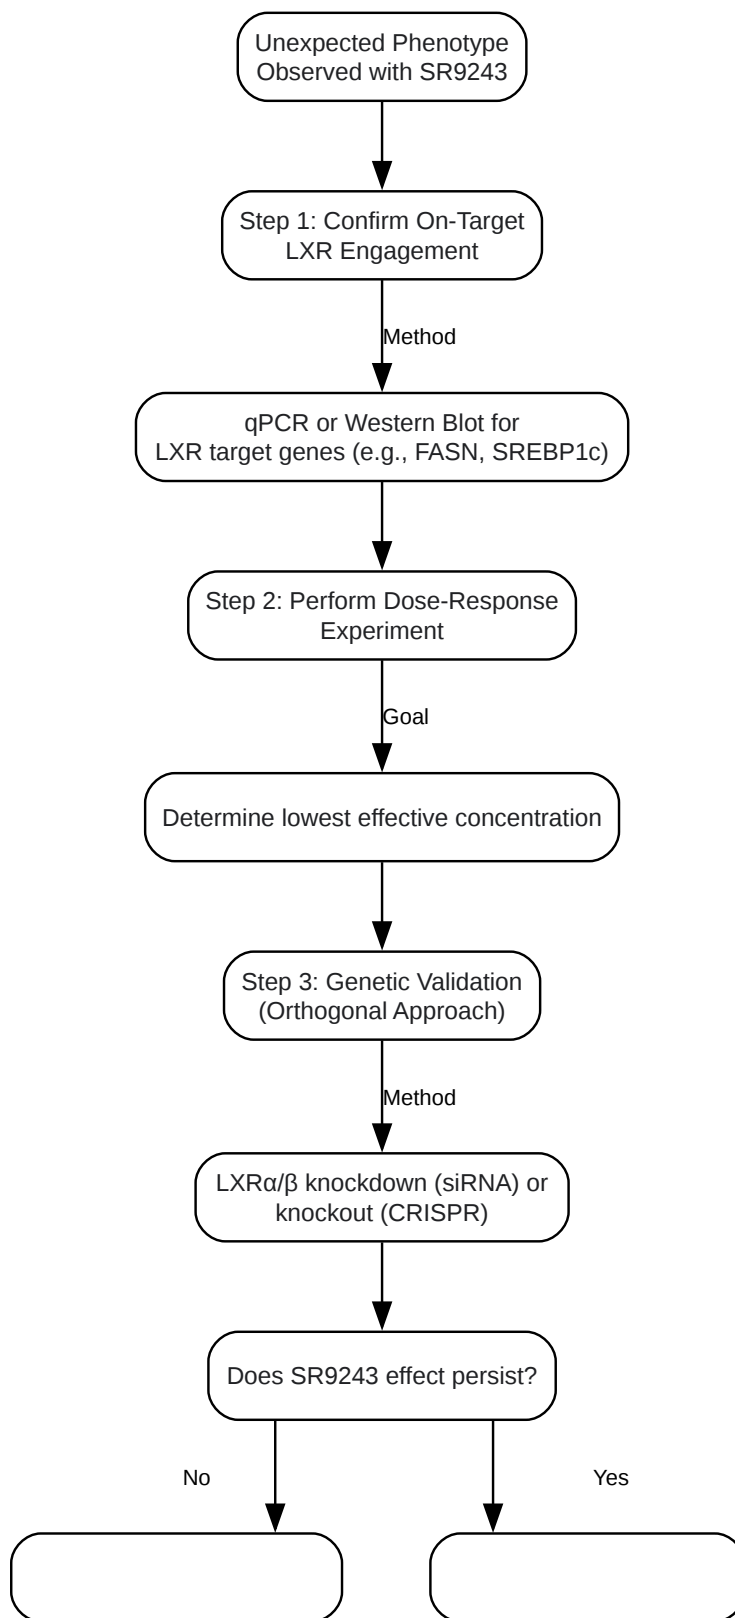 Unexpected Phenotype
Observed with SR9243
Step 1: Confirm On-Target
LXR Engagement
Method
qPCR or Western Blot for
LXR target genes (e.g., FASN, SREBP1c)
Step 2: Perform Dose-Response
Experiment
Goal
Determine lowest effective concentration
Step 3: Genetic Validation
(Orthogonal Approach)
Method
LXRα/β knockdown (siRNA) or
knockout (CRISPR)
Does SR9243 effect persist?
No
Yes